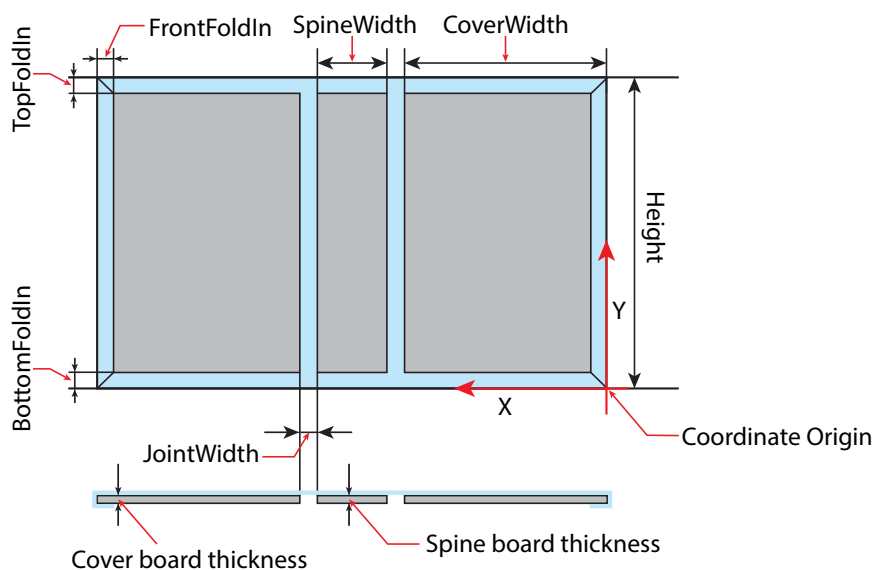 FrontFoldIn
SpineWidth
CoverWidth
TopFoldIn
Height
BottomFoldIn
Y
X
Coordinate Origin
JointWidth
Cover board thickness
Spine board thickness